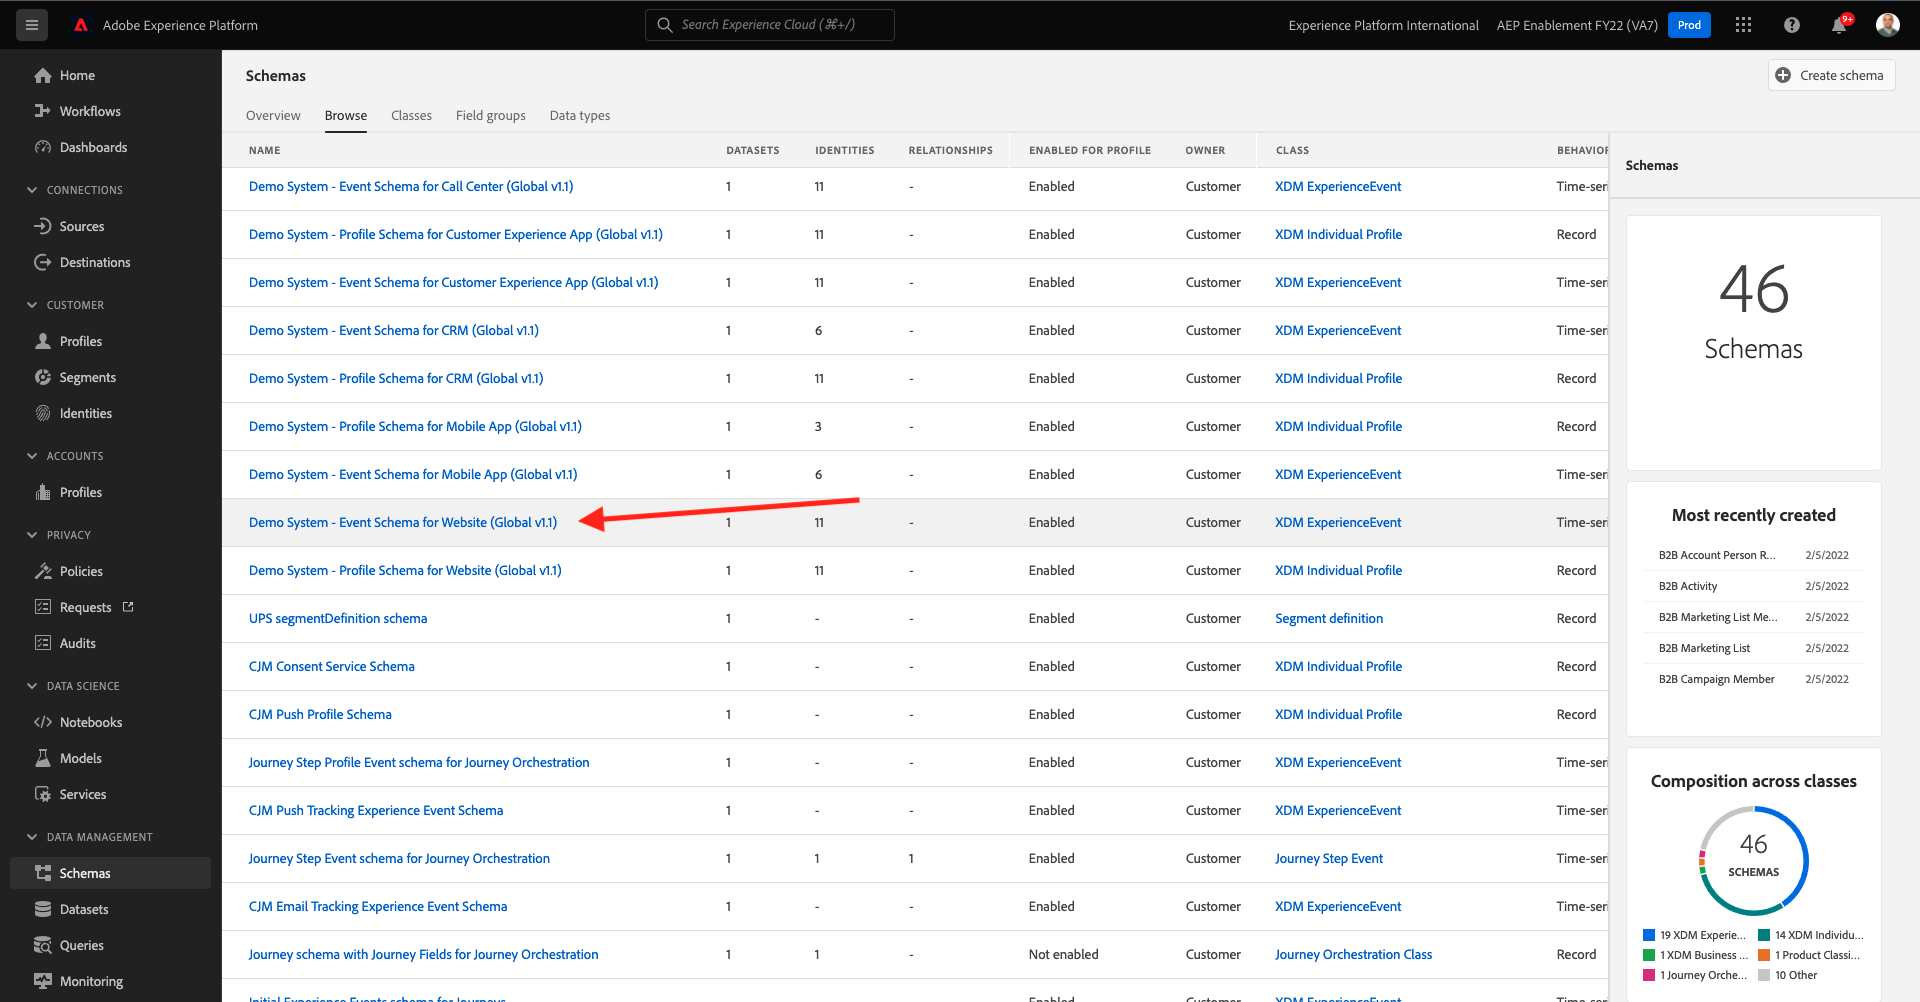 Adobe Experience Platform
Search Experience Cloud (⌘+/)
Experience Platform International
AEP Enablement FY22 (VA7)
Prod
9+
Home
Workflows
Dashboards
CONNECTIONS
Sources
Destinations
CUSTOMER
Profiles
Segments
Identities
ACCOUNTS
Profiles
PRIVACY
Policies
Requests
Audits
DATA SCIENCE
Notebooks
Models
Services
DATA MANAGEMENT
Schemas
Datasets
Queries
Monitoring
Schemas
Create schema
Overview Browse Classes Field groups Data types
NAME DATASETS IDENTITIES RELATIONSHIPS ENABLED FOR PROFILE OWNER CLASS BEHAVIOR
Demo System - Event Schema for Call Center (Global v1.1) 1 11 - Enabled Customer XDM ExperienceEvent Time-seri
Demo System - Profile Schema for Customer Experience App (Global v1.1) 1 11 - Enabled Customer XDM Individual Profile Record
Demo System - Event Schema for Customer Experience App (Global v1.1) 1 11 - Enabled Customer XDM ExperienceEvent Time-seri
Demo System - Event Schema for CRM (Global v1.1) 1 6 - Enabled Customer XDM ExperienceEvent Time-seri
Demo System - Profile Schema for CRM (Global v1.1) 1 11 - Enabled Customer XDM Individual Profile Record
Demo System - Profile Schema for Mobile App (Global v1.1) 1 3 - Enabled Customer XDM Individual Profile Record
Demo System - Event Schema for Mobile App (Global v1.1) 1 6 - Enabled Customer XDM ExperienceEvent Time-seri
Demo System - Event Schema for Website (Global v1.1) 1 11 - Enabled Customer XDM ExperienceEvent Time-seri
Demo System - Profile Schema for Website (Global v1.1) 1 11 - Enabled Customer XDM Individual Profile Record
UPS segmentDefinition schema 1 - - Enabled Customer Segment definition Record
CJM Consent Service Schema 1 - - Enabled Customer XDM Individual Profile Record
CJM Push Profile Schema 1 - - Enabled Customer XDM Individual Profile Record
Journey Step Profile Event schema for Journey Orchestration 1 - - Enabled Customer XDM ExperienceEvent Time-seri
CJM Push Tracking Experience Event Schema 1 - - Enabled Customer XDM ExperienceEvent Time-seri
Journey Step Event schema for Journey Orchestration 1 1 1 Enabled Customer Journey Step Event Time-seri
CJM Email Tracking Experience Event Schema 1 - - Enabled Customer XDM ExperienceEvent Time-seri
Journey schema with Journey Fields for Journey Orchestration 1 1 - Not enabled Customer Journey Orchestration Class Record
Initial Experience Events schema for Journeys 1 - - Enabled Customer XDM ExperienceEvent Time-seri
Schemas
46
Schemas
Most recently created
B2B Account Person R... 2/5/2022
B2B Activity 2/5/2022
B2B Marketing List Me... 2/5/2022
B2B Marketing List 2/5/2022
B2B Campaign Member 2/5/2022
Composition across classes
46
SCHEMAS
19 XDM Experie... 14 XDM Individu...
1 XDM Business ... 1 Product Classi...
1 Journey Orche... 10 Other